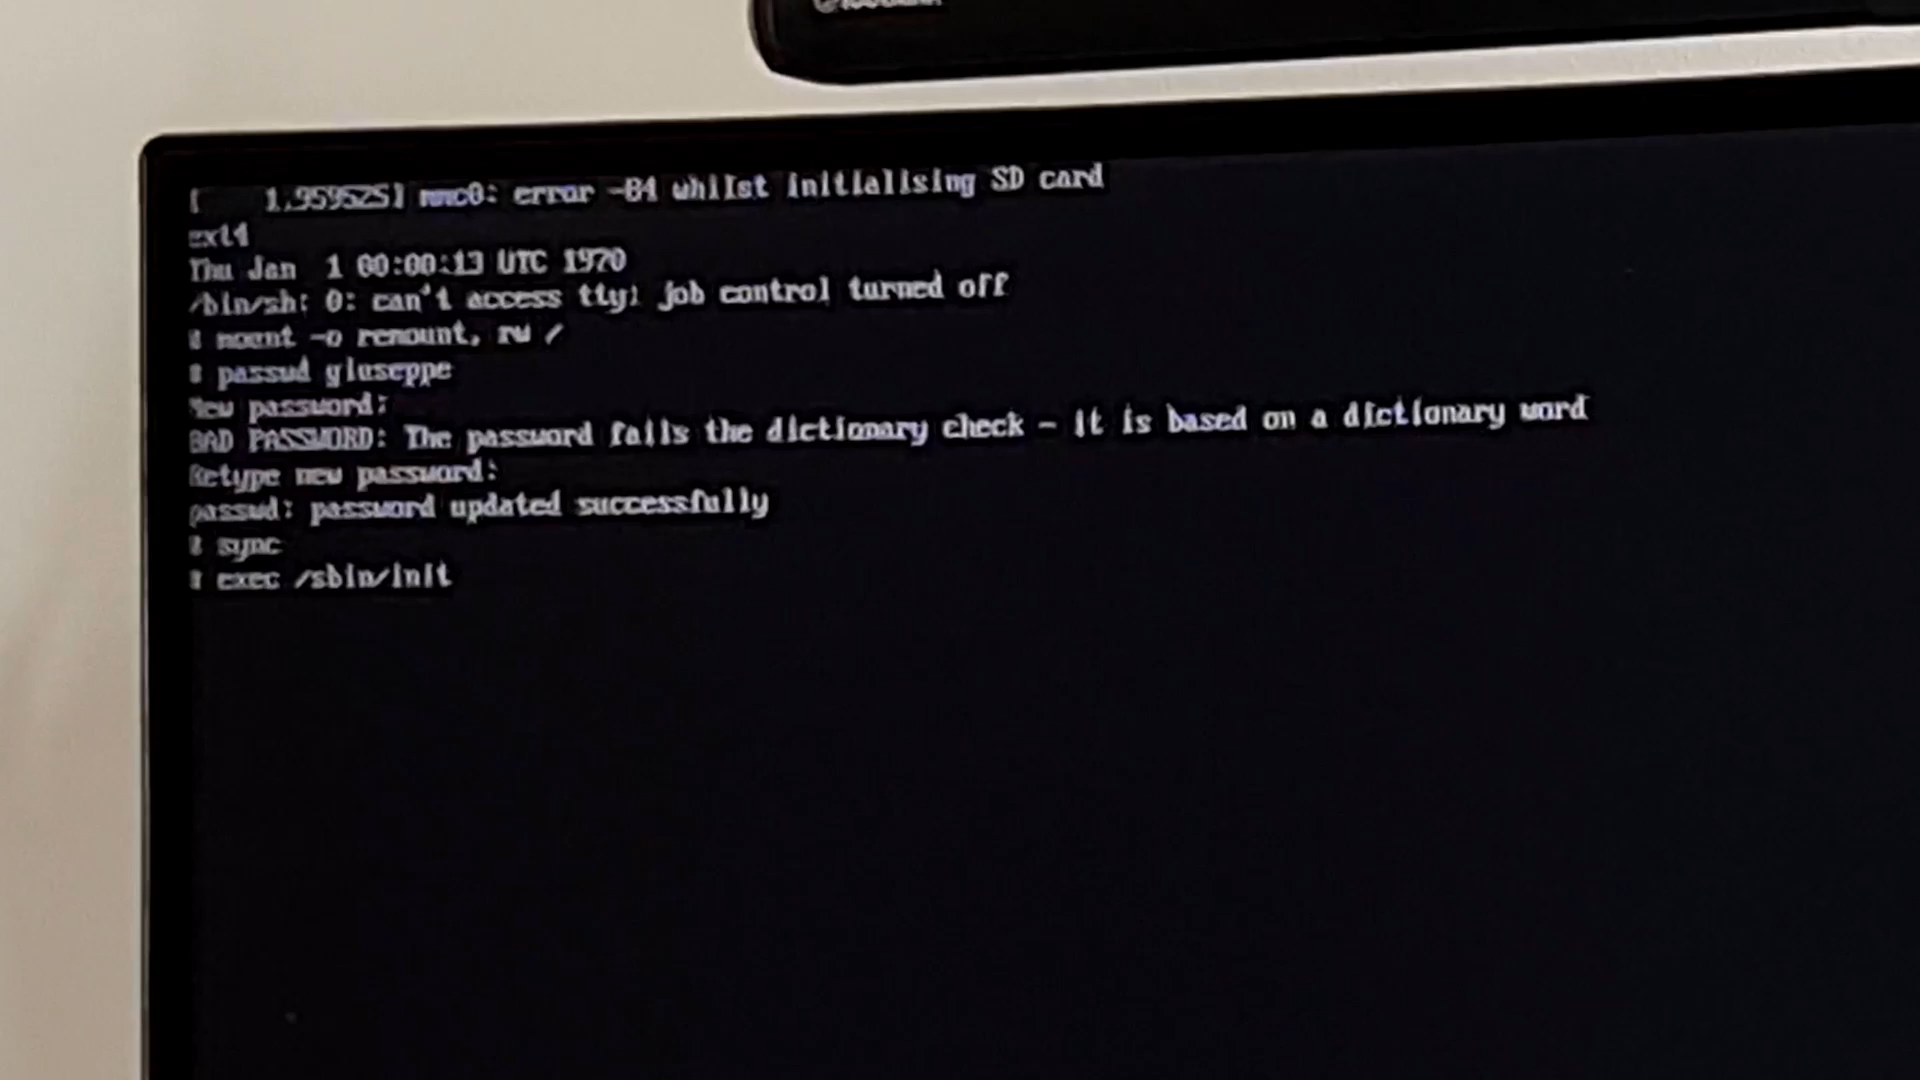 [    1.959525] mmc0: error -84 whilst initialising SD card
ext4
Thu Jan  1 00:00:13 UTC 1970
/bin/sh: 0: can't access tty; job control turned off
# mount -o remount, rw /
# passwd giuseppe
New password:
BAD PASSWORD: The password fails the dictionary check - it is based on a dictionary word
Retype new password:
passwd: password updated successfully
# sync
# exec /sbin/init